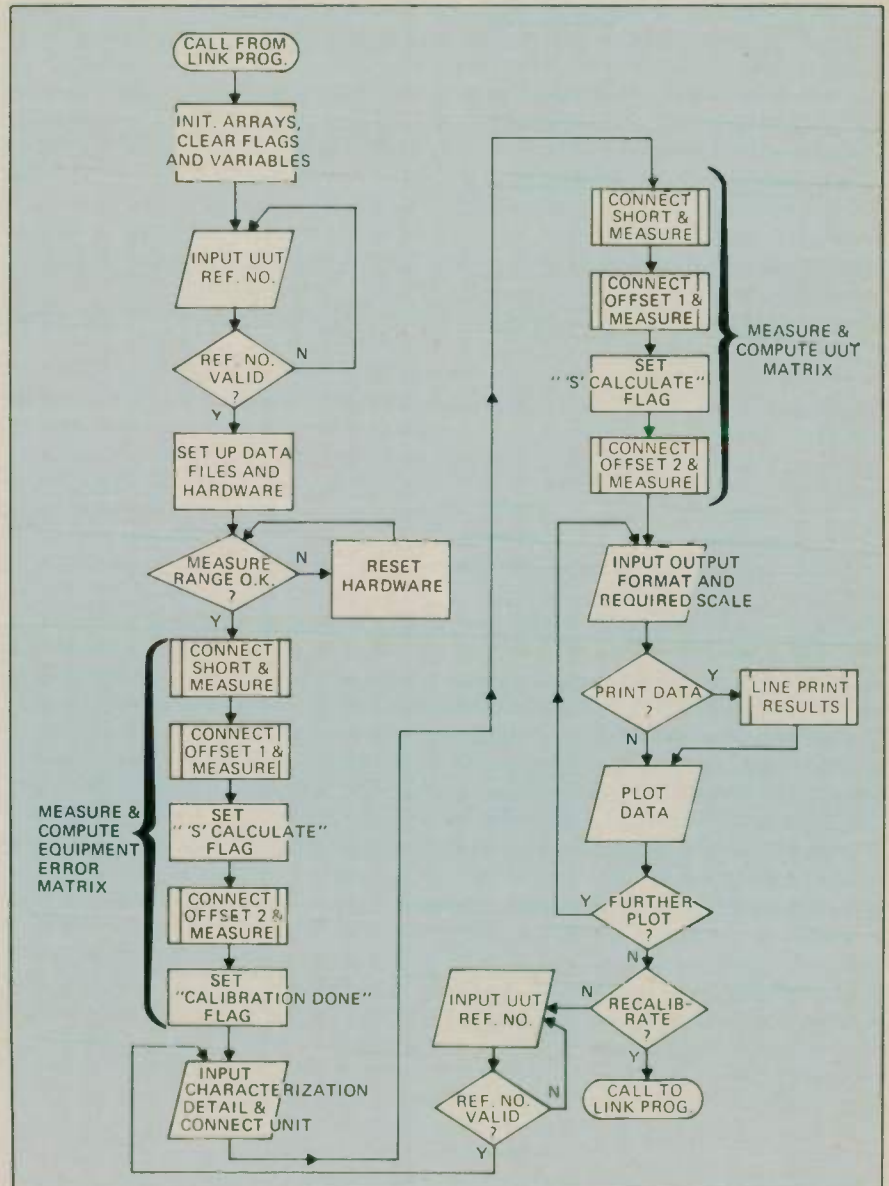 CALL FROM
LINK PROG.
INIT. ARRAYS,
CLEAR FLAGS
AND VARIABLES
INPUT UUT
REF. NO.
REF. NO.
VALID
?
N
Y
SET UP DATA
FILES AND
HARDWARE
MEASURE
RANGE O.K.
?
N
RESET
HARDWARE
Y
MEASURE &
COMPUTE
EQUIPMENT
ERROR
MATRIX
CONNECT
SHORT &
MEASURE
CONNECT
OFFSET 1 &
MEASURE
SET
"'S' CALCULATE"
FLAG
CONNECT
OFFSET 2 &
MEASURE
SET
"CALIBRATION DONE"
FLAG
INPUT
CHARACTERIZATION
DETAIL &
CONNECT UNIT
CONNECT
SHORT &
MEASURE
CONNECT
OFFSET 1 &
MEASURE
SET
"'S' CALCULATE"
FLAG
CONNECT
OFFSET 2 &
MEASURE
MEASURE &
COMPUTE UUT
MATRIX
INPUT OUTPUT
FORMAT AND
REQUIRED SCALE
PRINT DATA
?
Y
LINE PRINT
RESULTS
N
PLOT
DATA
Y
FURTHER
PLOT
?
N
RECALIB-
RATE
?
N
Y
CALL TO
LINK PROG.
INPUT UUT
REF. NO.
REF. NO.
VALID
?
N
Y